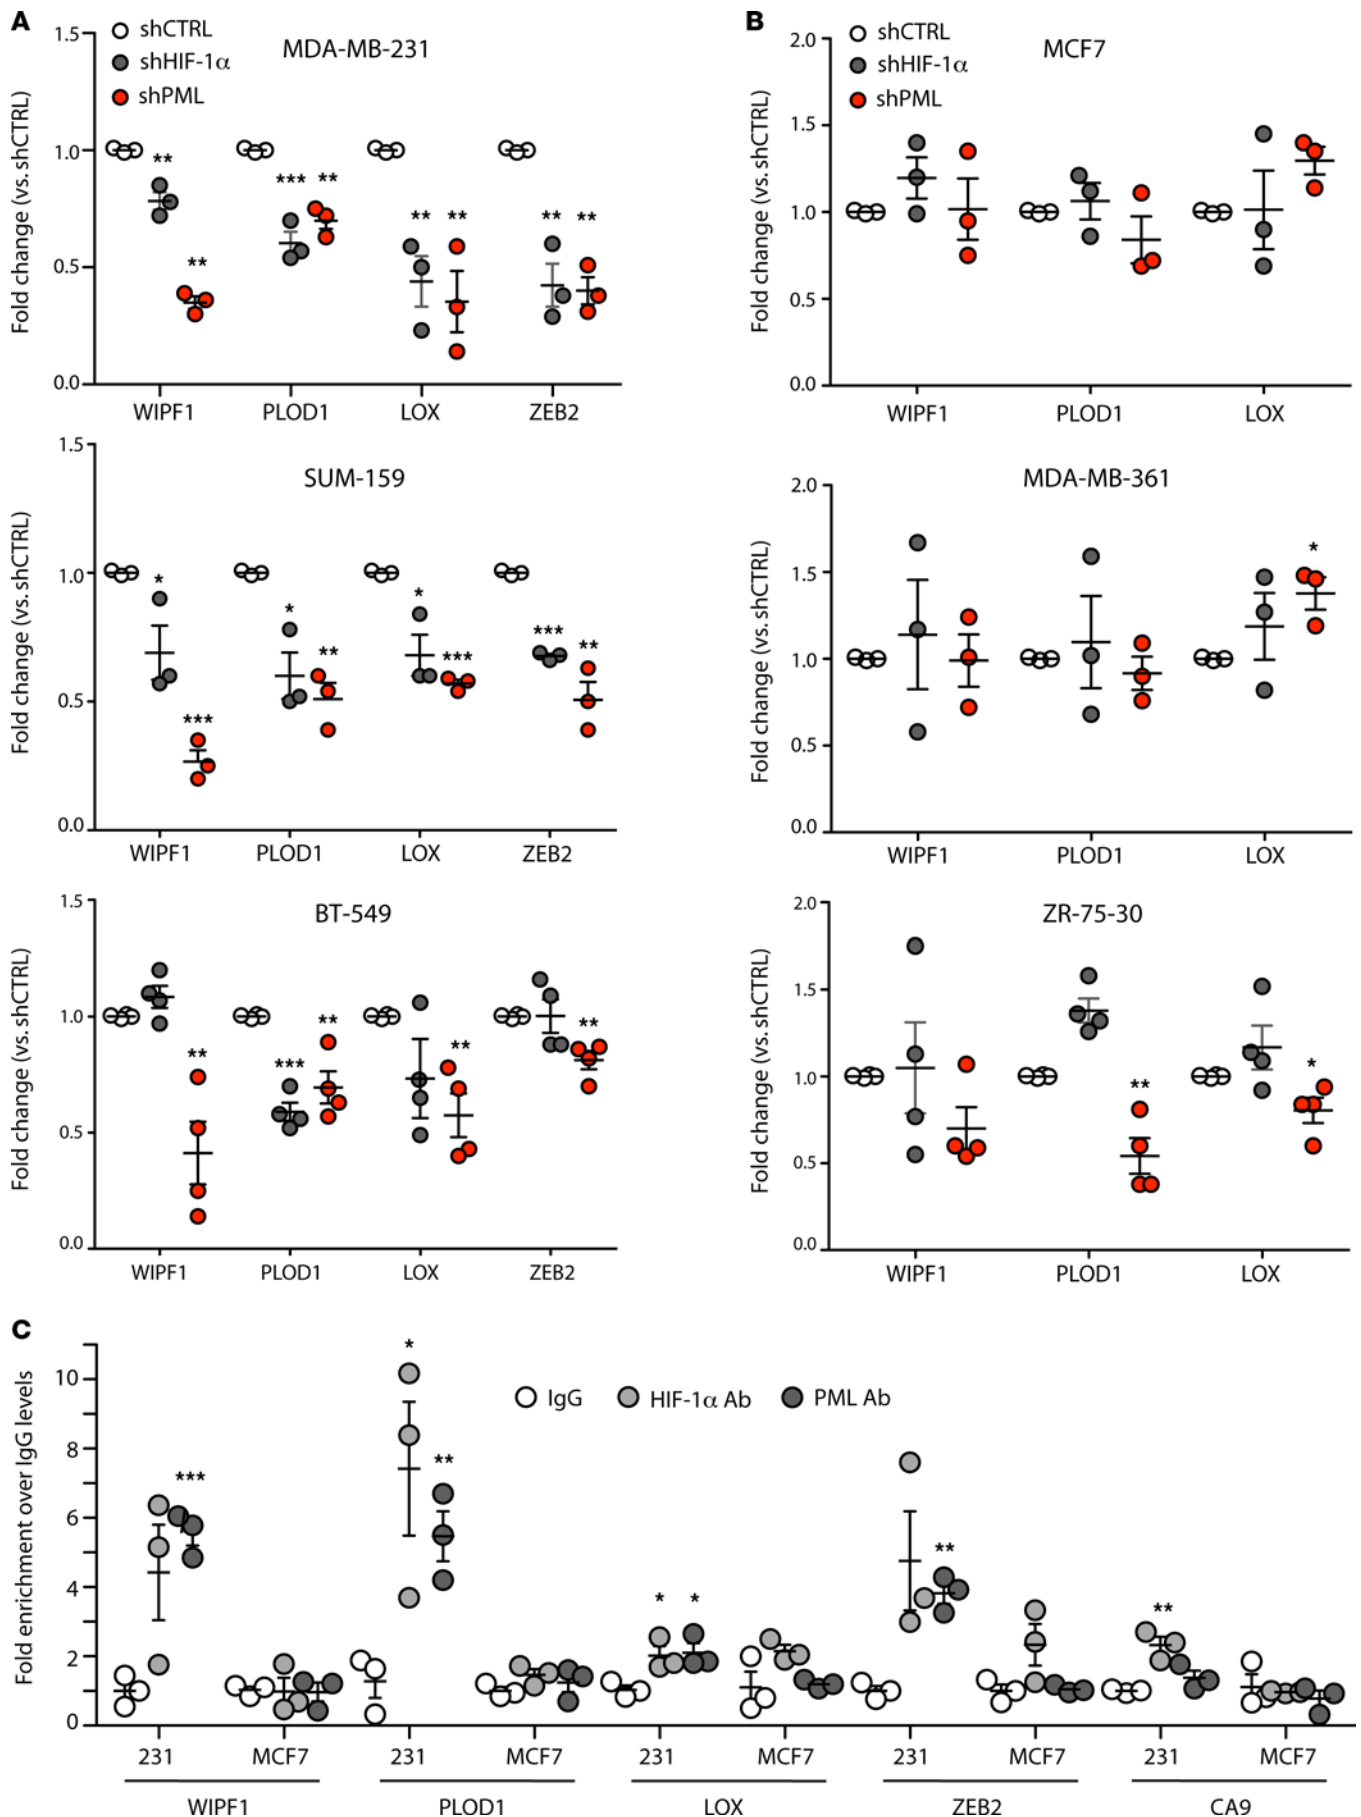 A
shCTRL
shHIF-1α
shPML
MDA-MB-231
Fold change (vs. shCTRL)
1.5
1.0
0.5
0.0
** ** *** ** ** ** ** **
WIPF1 PLOD1 LOX ZEB2
SUM-159
Fold change (vs. shCTRL)
1.5
1.0
0.5
0.0
* *** * ** * *** *** **
WIPF1 PLOD1 LOX ZEB2
BT-549
Fold change (vs. shCTRL)
1.5
1.0
0.5
0.0
** *** ** ** **
WIPF1 PLOD1 LOX ZEB2
B
shCTRL
shHIF-1α
shPML
MCF7
Fold change (vs. shCTRL)
2.0
1.5
1.0
0.5
0.0
WIPF1 PLOD1 LOX
MDA-MB-361
Fold change (vs. shCTRL)
2.0
1.5
1.0
0.5
0.0
*
WIPF1 PLOD1 LOX
ZR-75-30
Fold change (vs. shCTRL)
2.0
1.5
1.0
0.5
0.0
** *
WIPF1 PLOD1 LOX
C
IgG HIF-1α Ab PML Ab
Fold enrichment over IgG levels
10
8
6
4
2
0
*** * ** * * ** **
231 MCF7 231 MCF7 231 MCF7 231 MCF7 231 MCF7
WIPF1 PLOD1 LOX ZEB2 CA9